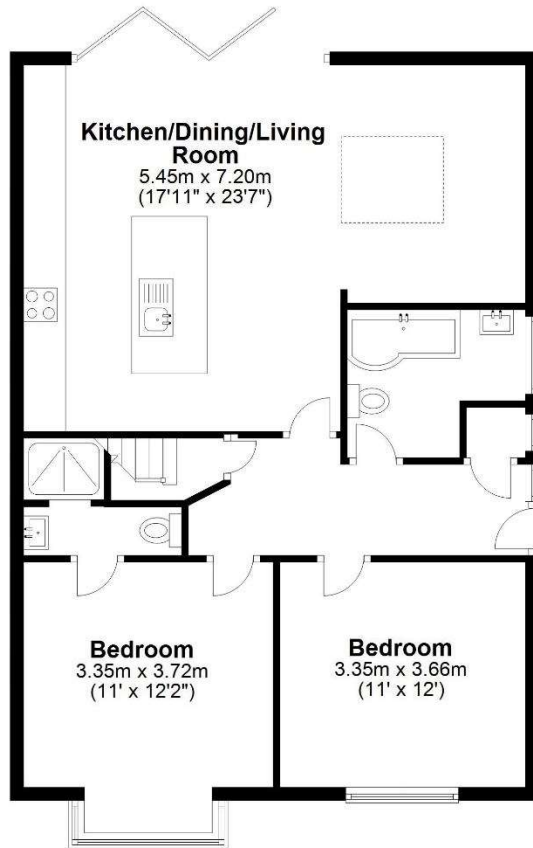 Kitchen/Dining/Living
Room
5.45m x 7.20m
(17'11" x 23'7")
Bedroom
3.35m x 3.72m
(11' x 12'2")
Bedroom
3.35m x 3.66m
(11' x 12')